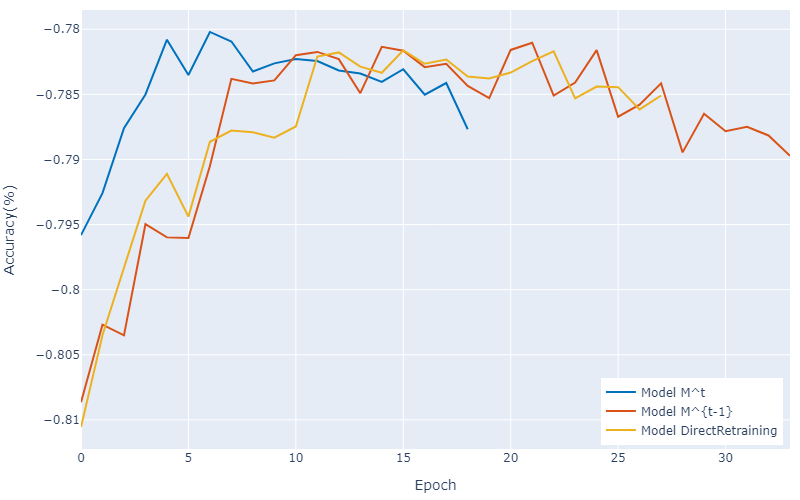 −0.78
−0.785
−0.79
−0.795
−0.8
−0.805
−0.81
Accuracy(%)
0 5 10 15 20 25 30
Epoch
Model M^t
Model M^{t-1}
Model DirectRetraining